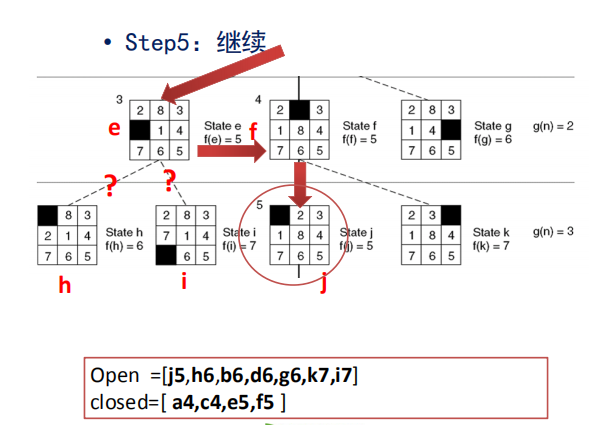 • Step5：继续
3
2 8 3
1 4
7 6 5
e
State e
f(e) = 5
4
2 3
1 8 4
7 6 5
f
State f
f(f) = 5
2 8 3
1 4
7 6 5
State g
f(g) = 6
g(n) = 2
? ?
8 3
2 1 4
7 6 5
State h
f(h) = 6
h
2 8 3
7 1 4
6 5
State i
f(i) = 7
i
5
2 3
1 8 4
7 6 5
State j
f(j) = 5
j
2 3
1 8 4
7 6 5
State k
f(k) = 7
g(n) = 3
Open =[j5,h6,b6,d6,g6,k7,i7]
closed=[ a4,c4,e5,f5 ]